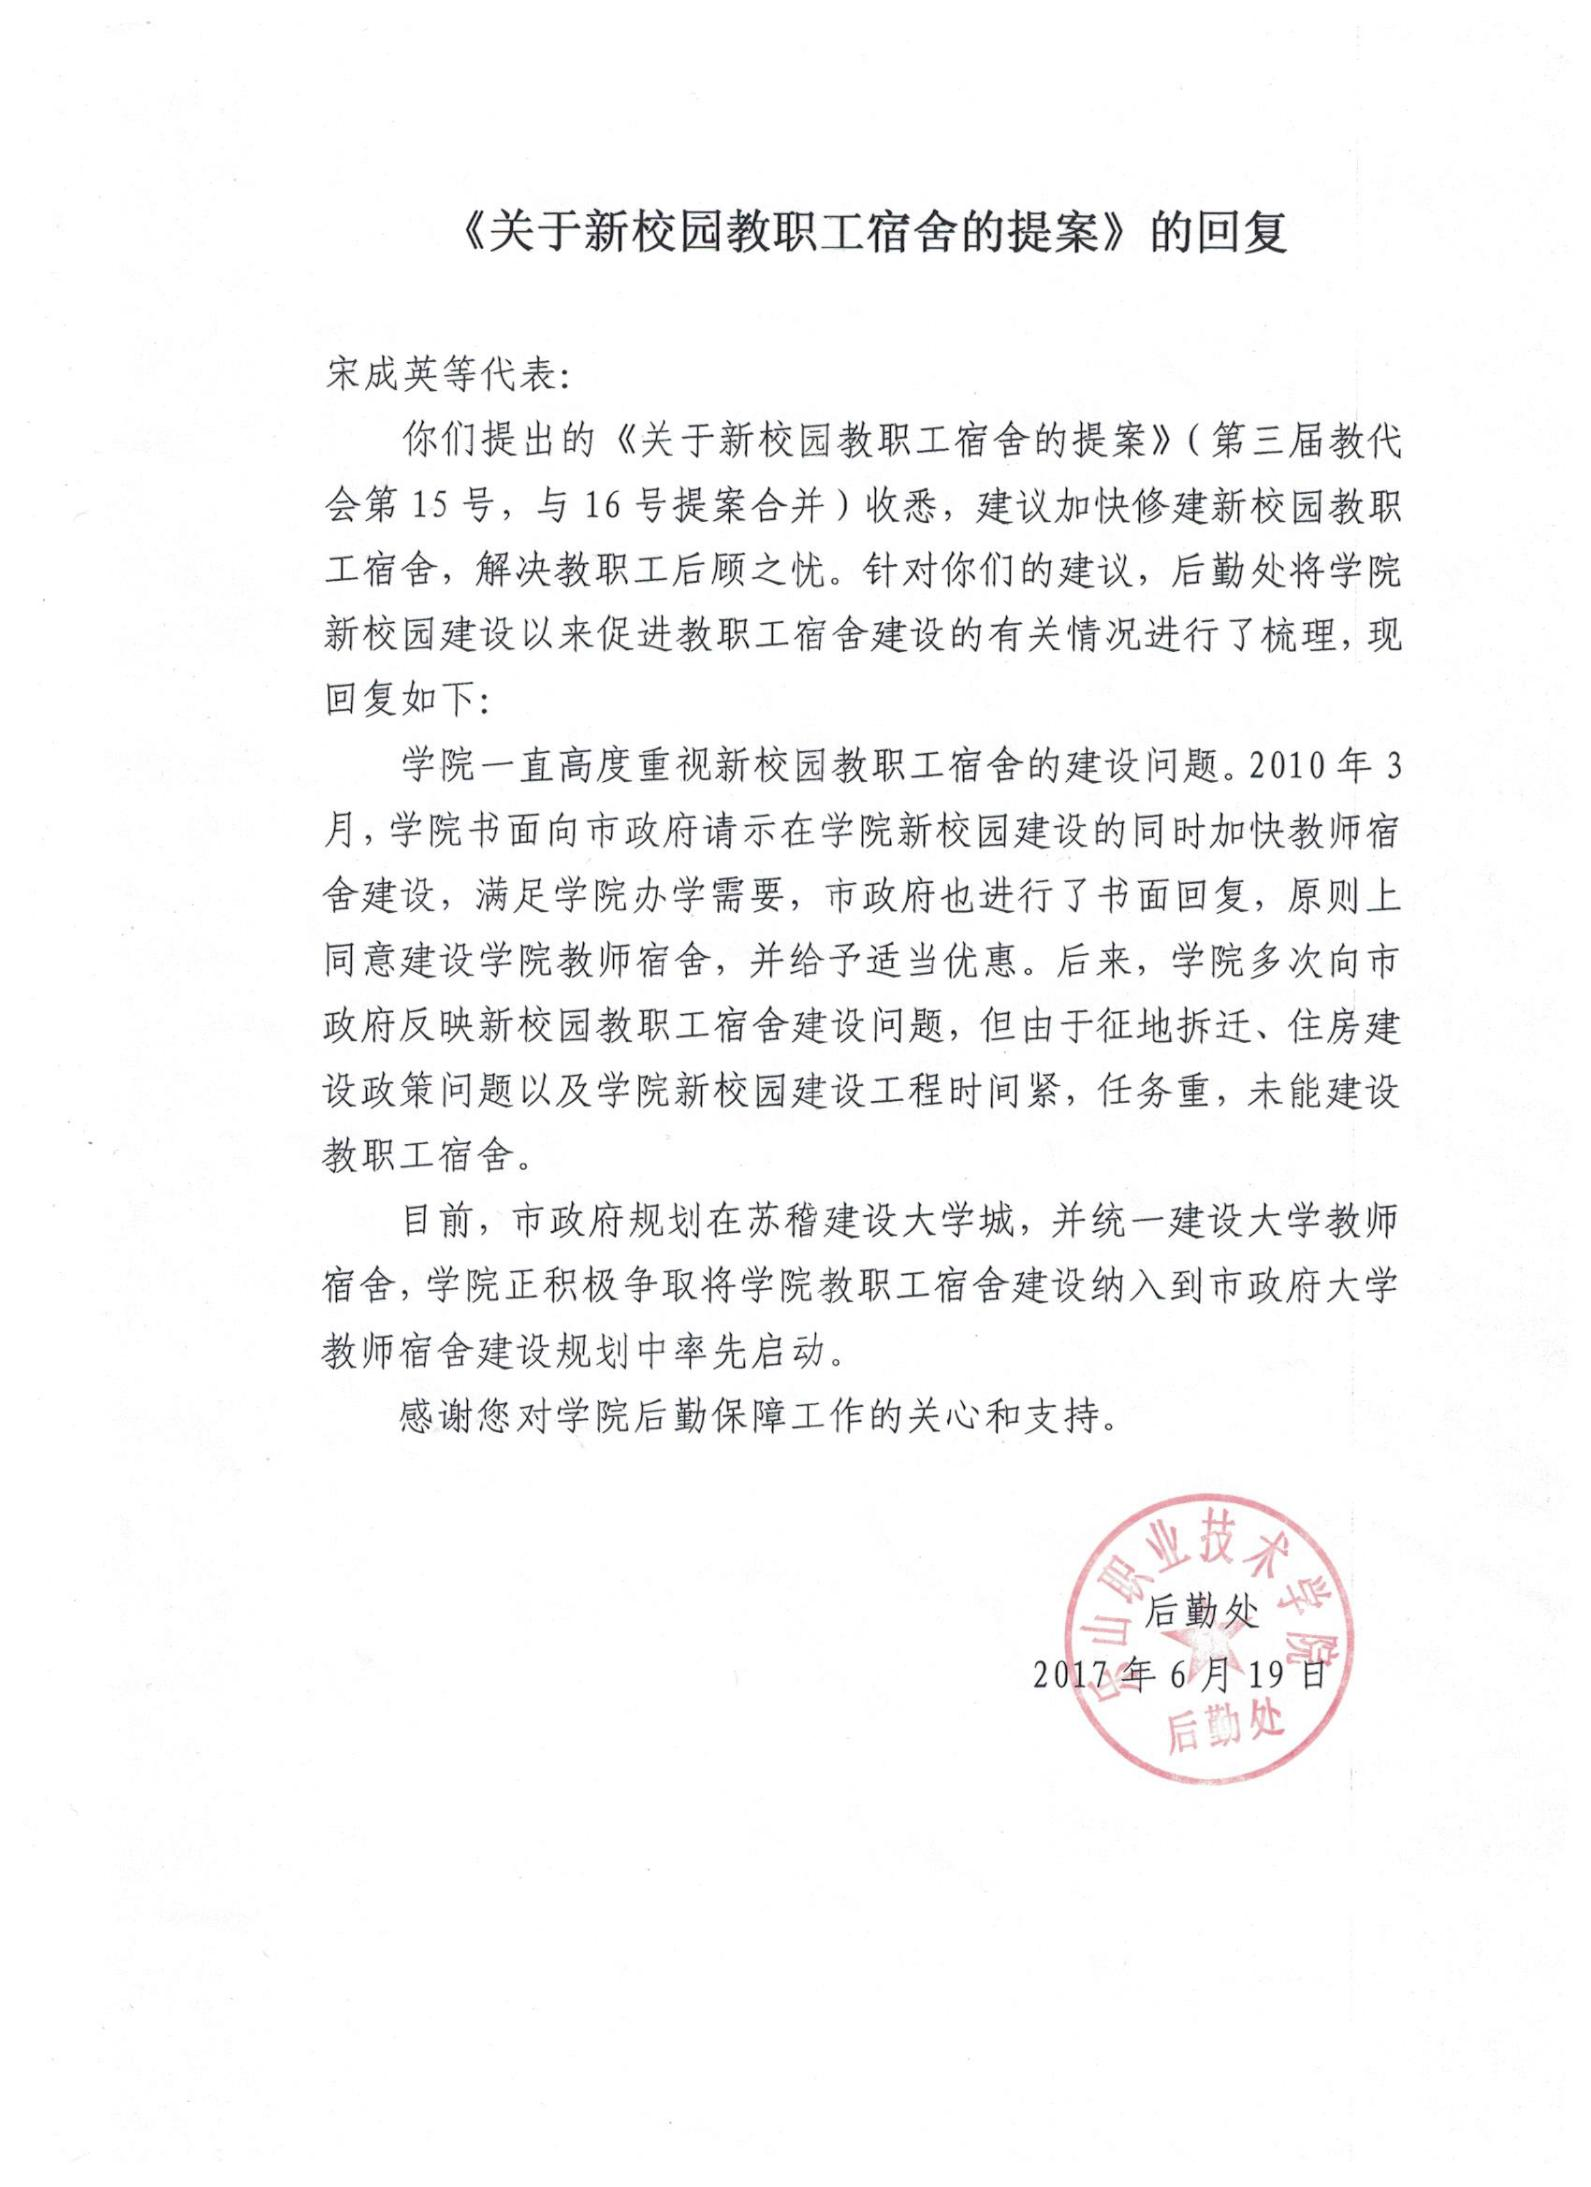 《关于新校园教职工宿舍的提案》的回复
宋成英等代表：
你们提出的《关于新校园教职工宿舍的提案》（第三届教代
会第 15 号，与 16 号提案合并）收悉，建议加快修建新校园教职
工宿舍，解决教职工后顾之忧。针对你们的建议，后勤处将学院
新校园建设以来促进教职工宿舍建设的有关情况进行了梳理，现
回复如下：
学院一直高度重视新校园教职工宿舍的建设问题。2010 年 3
月，学院书面向市政府请示在学院新校园建设的同时加快教师宿
舍建设，满足学院办学需要，市政府也进行了书面回复，原则上
同意建设学院教师宿舍，并给予适当优惠。后来，学院多次向市
政府反映新校园教职工宿舍建设问题，但由于征地拆迁、住房建
设政策问题以及学院新校园建设工程时间紧，任务重，未能建设
教职工宿舍。
目前，市政府规划在苏稽建设大学城，并统一建设大学教师
宿舍，学院正积极争取将学院教职工宿舍建设纳入到市政府大学
教师宿舍建设规划中率先启动。
感谢您对学院后勤保障工作的关心和支持。
乐山职业技术学院
后勤处
2017 年 6 月 19 日
后勤处